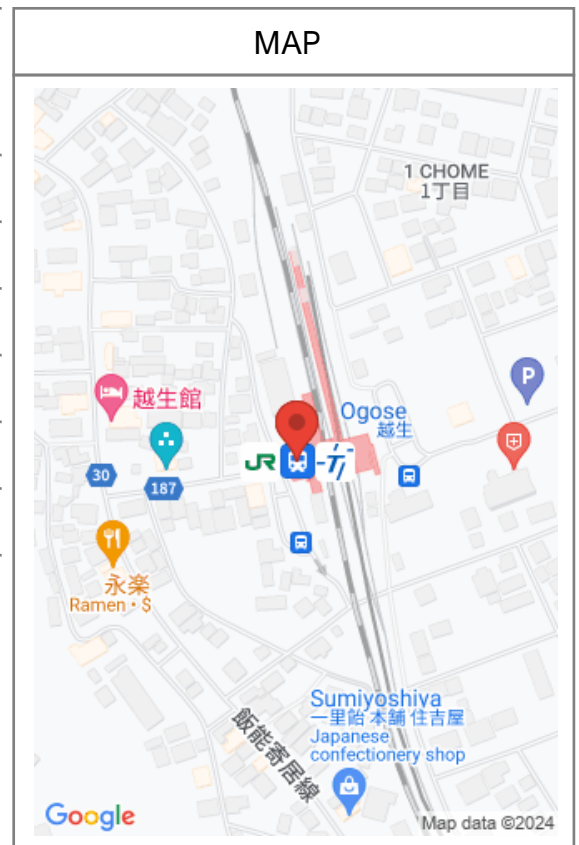 MAP
1 CHOME
1丁目
P
越生館
Ogose
越生
JR
30
187
永楽
Ramen・$
Sumiyoshiya
一里飴 本舗 住吉屋
Japanese
confectionery shop
飯能寄居線
Google
Map data ©2024